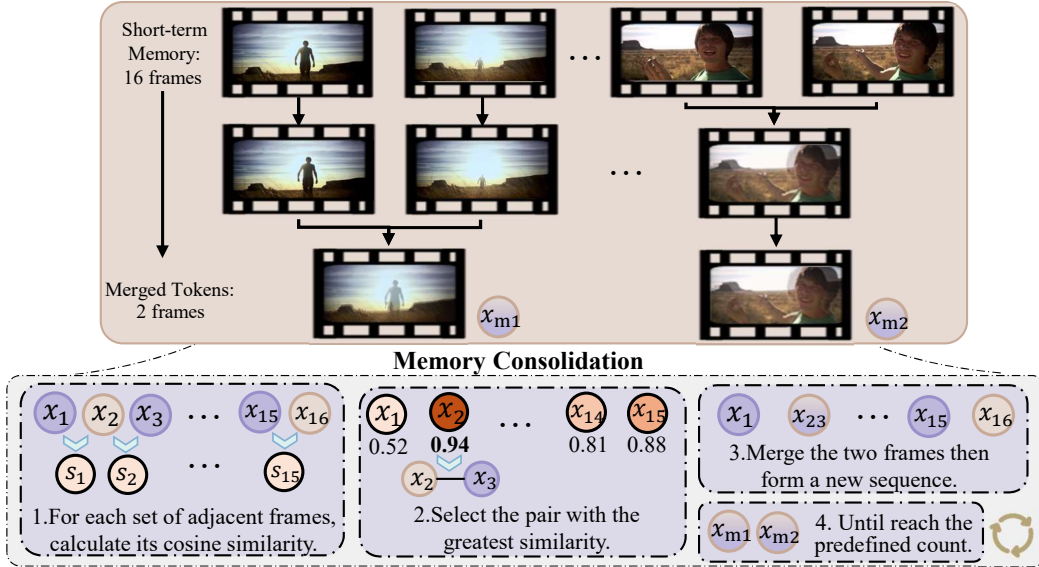 Short-term
Memory:
16 frames
...
...
Merged Tokens:
2 frames
x_m1
x_m2
Memory Consolidation
x_1 x_2 x_3 ... x_15 x_16
s_1 s_2 ... s_15
1.For each set of adjacent frames,
calculate its cosine similarity.
x_1 x_2 ... x_14 x_15
0.52 0.94 0.81 0.88
x_2 x_3
2.Select the pair with the
greatest similarity.
x_1 x_23 ... x_15 x_16
3.Merge the two frames then
form a new sequence.
x_m1 x_m2 4. Until reach the
predefined count.